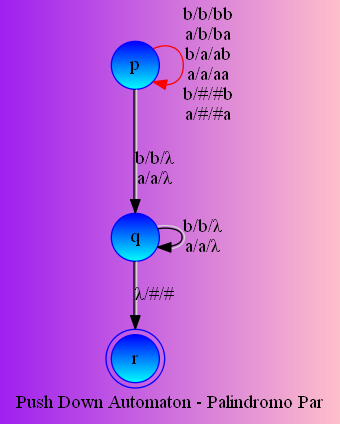 b/b/bb
a/b/ba
p
b/a/ab
a/a/aa
b/#/#b
a/#/#a
b/b/λ
a/a/λ
q
b/b/λ
a/a/λ
λ/#/#
r
Push Down Automaton - Palindromo Par